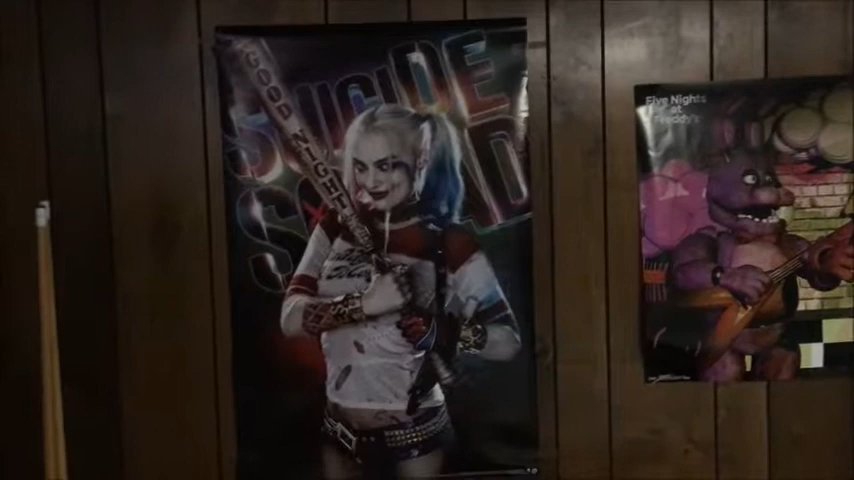 SUICIDE
SQUAD
GOOD NIGHT
Five Nights
at
Freddy's